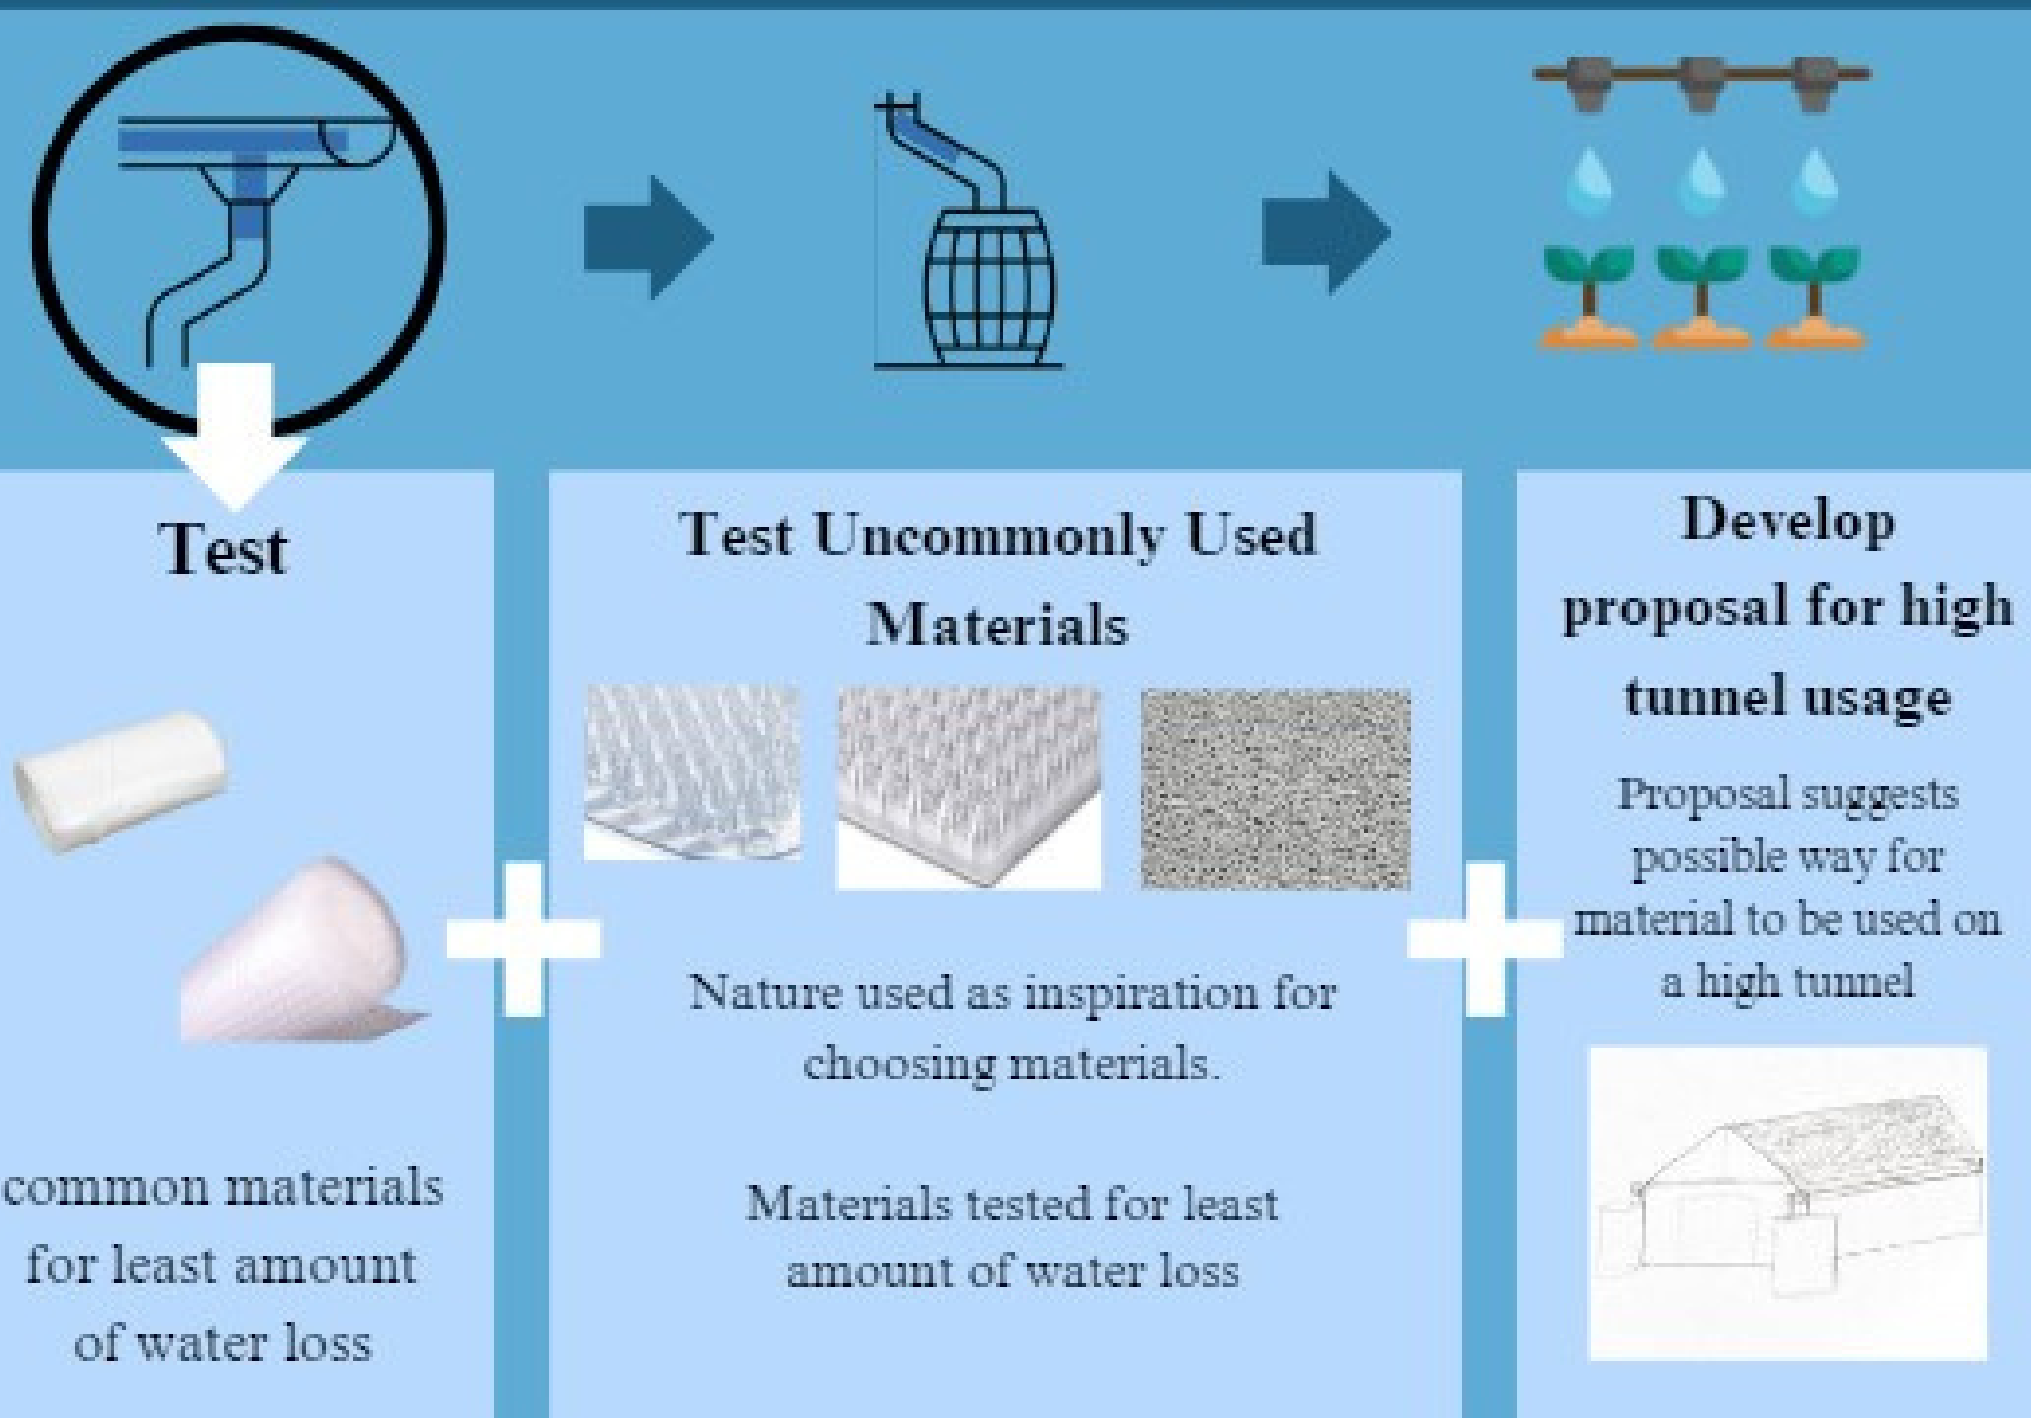 Test
common materials
for least amount
of water loss
Test Uncommonly Used
Materials
Nature used as inspiration for
choosing materials.
Materials tested for least
amount of water loss
Develop
proposal for high
tunnel usage
Proposal suggests
possible way for
material to be used on
a high tunnel